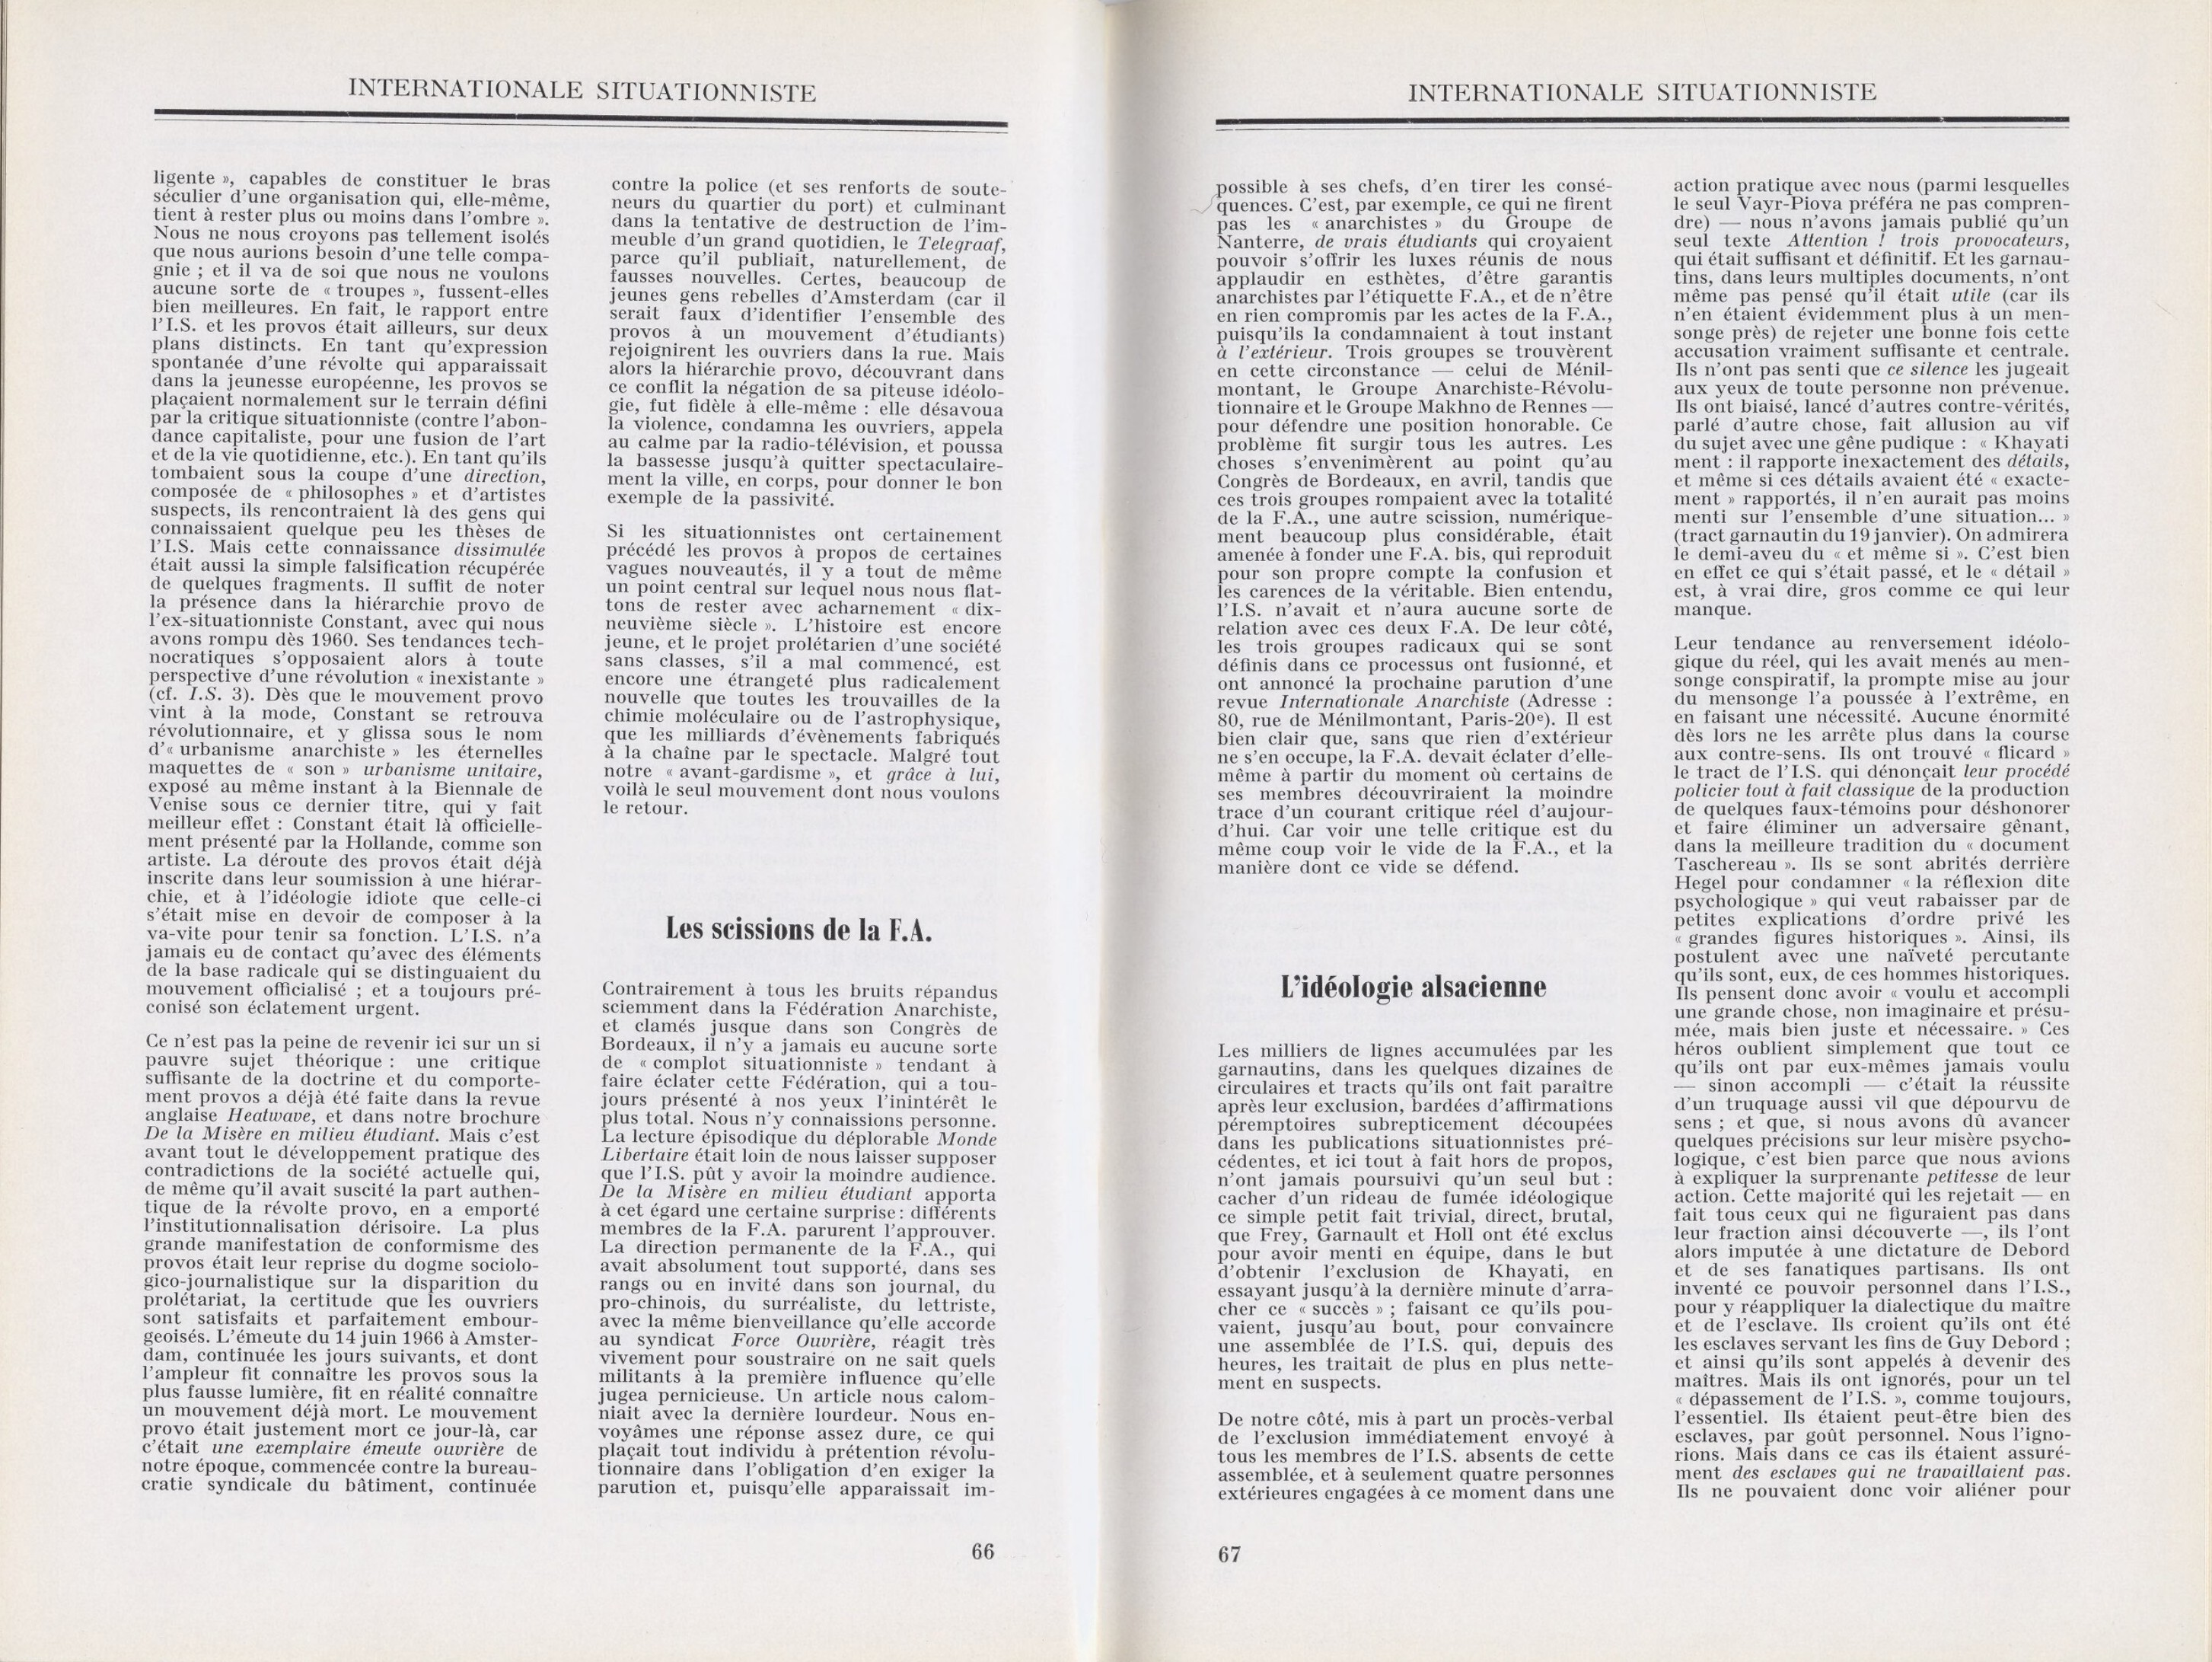 INTERNATIONALE SITUATIONNISTE
ligente », capables de constituer le bras
séculier d'une organisation qui, elle-même,
tient à rester plus ou moins dans l'ombre ».
Nous ne nous croyons pas tellement isolés
que nous aurions besoin d'une telle compa-
gnie ; et il va de soi que nous ne voulons
aucune sorte de « troupes », fussent-elles
bien meilleures. En fait, le rapport entre
l'I.S. et les provos était ailleurs, sur deux
plans distincts. En tant qu'expression
spontanée d'une révolte qui apparaissait
dans la jeunesse européenne, les provos se
plaçaient normalement sur le terrain défini
par la critique situationniste (contre l'abon-
dance capitaliste, pour une fusion de l'art
et de la vie quotidienne, etc.). En tant qu'ils
tombaient sous la coupe d'une direction,
composée de « philosophes » et d'artistes
suspects, ils rencontraient là des gens qui
connaissaient quelque peu les thèses de
l'I.S. Mais cette connaissance dissimulée
était aussi la simple falsification récupérée
de quelques fragments. Il suffit de noter
la présence dans la hiérarchie provo de
l'ex-situationniste Constant, avec qui nous
avons rompu dès 1960. Ses tendances tech-
nocratiques s'opposaient alors à toute
perspective d'une révolution « inexistante »
(cf. I.S. 3). Dès que le mouvement provo
vint à la mode, Constant se retrouva
révolutionnaire, et y glissa sous le nom
d'« urbanisme anarchiste » les éternelles
maquettes de « son » urbanisme unitaire,
exposé au même instant à la Biennale de
Venise sous ce dernier titre, qui y fait
meilleur effet : Constant était là officielle-
ment présenté par la Hollande, comme son
artiste. La déroute des provos était déjà
inscrite dans leur soumission à une hiérar-
chie, et à l'idéologie idiote que celle-ci
s'était mise en devoir de composer à la
va-vite pour tenir sa fonction. L'I.S. n'a
jamais eu de contact qu'avec des éléments
de la base radicale qui se distinguaient du
mouvement officialisé ; et a toujours pré-
conisé son éclatement urgent.
Ce n'est pas la peine de revenir ici sur un si
pauvre sujet théorique : une critique
suffisante de la doctrine et du comporte-
ment provos a déjà été faite dans la revue
anglaise Heatwave, et dans notre brochure
De la Misère en milieu étudiant. Mais c'est
avant tout le développement pratique des
contradictions de la société actuelle qui,
de même qu'il avait suscité la part authen-
tique de la révolte provo, en a emporté
l'institutionnalisation dérisoire. La plus
grande manifestation de conformisme des
provos était leur reprise du dogme sociolo-
gico-journalistique sur la disparition du
prolétariat, la certitude que les ouvriers
sont satisfaits et parfaitement embour-
geoisés. L'émeute du 14 juin 1966 à Amster-
dam, continuée les jours suivants, et dont
l'ampleur fit connaître les provos sous la
plus fausse lumière, fit en réalité connaître
un mouvement déjà mort. Le mouvement
provo était justement mort ce jour-là, car
c'était une exemplaire émeute ouvrière de
notre époque, commencée contre la bureau-
cratie syndicale du bâtiment, continuée
contre la police (et ses renforts de soute-
neurs du quartier du port) et culminant
dans la tentative de destruction de l'im-
meuble d'un grand quotidien, le Telegraaf,
parce qu'il publiait, naturellement, de
fausses nouvelles. Certes, beaucoup de
jeunes gens rebelles d'Amsterdam (car il
serait faux d'identifier l'ensemble des
provos à un mouvement d'étudiants)
rejoignirent les ouvriers dans la rue. Mais
alors la hiérarchie provo, découvrant dans
ce conflit la négation de sa piteuse idéolo-
gie, fut fidèle à elle-même : elle désavoua
la violence, condamna les ouvriers, appela
au calme par la radio-télévision, et poussa
la bassesse jusqu'à quitter spectaculaire-
ment la ville, en corps, pour donner le bon
exemple de la passivité.
Si les situationnistes ont certainement
précédé les provos à propos de certaines
vagues nouveautés, il y a tout de même
un point central sur lequel nous nous flat-
tons de rester avec acharnement « dix-
neuvième siècle ». L'histoire est encore
jeune, et le projet prolétarien d'une société
sans classes, s'il a mal commencé, est
encore une étrangeté plus radicalement
nouvelle que toutes les trouvailles de la
chimie moléculaire ou de l'astrophysique,
que les milliards d'évènements fabriqués
à la chaîne par le spectacle. Malgré tout
notre « avant-gardisme », et grâce à lui,
voilà le seul mouvement dont nous voulons
le retour.
Les scissions de la F.A.
Contrairement à tous les bruits répandus
sciemment dans la Fédération Anarchiste,
et clamés jusque dans son Congrès de
Bordeaux, il n'y a jamais eu aucune sorte
de « complot situationniste » tendant à
faire éclater cette Fédération, qui a tou-
jours présenté à nos yeux l'inintérêt le
plus total. Nous n'y connaissions personne.
La lecture épisodique du déplorable Monde
Libertaire était loin de nous laisser supposer
que l'I.S. pût y avoir la moindre audience.
De la Misère en milieu étudiant apporta
à cet égard une certaine surprise : différents
membres de la F.A. parurent l'approuver.
La direction permanente de la F.A., qui
avait absolument tout supporté, dans ses
rangs ou en invité dans son journal, du
pro-chinois, du surréaliste, du lettriste,
avec la même bienveillance qu'elle accorde
au syndicat Force Ouvrière, réagit très
vivement pour soustraire on ne sait quels
militants à la première influence qu'elle
jugea pernicieuse. Un article nous calom-
niait avec la dernière lourdeur. Nous en-
voyâmes une réponse assez dure, ce qui
plaçait tout individu à prétention révolu-
tionnaire dans l'obligation d'en exiger la
parution et, puisqu'elle apparaissait im-
66
INTERNATIONALE SITUATIONNISTE
possible à ses chefs, d'en tirer les consé-
quences. C'est, par exemple, ce qui ne firent
pas les « anarchistes » du Groupe de
Nanterre, de vrais étudiants qui croyaient
pouvoir s'offrir les luxes réunis de nous
applaudir en esthètes, d'être garantis
anarchistes par l'étiquette F.A., et de n'être
en rien compromis par les actes de la F.A.,
puisqu'ils la condamnaient à tout instant
à l'extérieur. Trois groupes se trouvèrent
en cette circonstance — celui de Ménil-
montant, le Groupe Anarchiste-Révolu-
tionnaire et le Groupe Makhno de Rennes —
pour défendre une position honorable. Ce
problème fit surgir tous les autres. Les
choses s'envenimèrent au point qu'au
Congrès de Bordeaux, en avril, tandis que
ces trois groupes rompaient avec la totalité
de la F.A., une autre scission, numérique-
ment beaucoup plus considérable, était
amenée à fonder une F.A. bis, qui reproduit
pour son propre compte la confusion et
les carences de la véritable. Bien entendu,
l'I.S. n'avait et n'aura aucune sorte de
relation avec ces deux F.A. De leur côté,
les trois groupes radicaux qui se sont
définis dans ce processus ont fusionné, et
ont annoncé la prochaine parution d'une
revue Internationale Anarchiste (Adresse :
80, rue de Ménilmontant, Paris-20e). Il est
bien clair que, sans que rien d'extérieur
ne s'en occupe, la F.A. devait éclater d'elle-
même à partir du moment où certains de
ses membres découvriraient la moindre
trace d'un courant critique réel d'aujour-
d'hui. Car voir une telle critique est du
même coup voir le vide de la F.A., et la
manière dont ce vide se défend.
L'idéologie alsacienne
Les milliers de lignes accumulées par les
garnautins, dans les quelques dizaines de
circulaires et tracts qu'ils ont fait paraître
après leur exclusion, bardées d'affirmations
péremptoires subrepticement découpées
dans les publications situationnistes pré-
cédentes, et ici tout à fait hors de propos,
n'ont jamais poursuivi qu'un seul but :
cacher d'un rideau de fumée idéologique
ce simple petit fait trivial, direct, brutal,
que Frey, Garnault et Holl ont été exclus
pour avoir menti en équipe, dans le but
d'obtenir l'exclusion de Khayati, en
essayant jusqu'à la dernière minute d'arra-
cher ce « succès » ; faisant ce qu'ils pou-
vaient, jusqu'au bout, pour convaincre
une assemblée de l'I.S. qui, depuis des
heures, les traitait de plus en plus nette-
ment en suspects.
De notre côté, mis à part un procès-verbal
de l'exclusion immédiatement envoyé à
tous les membres de l'I.S. absents de cette
assemblée, et à seulement quatre personnes
extérieures engagées à ce moment dans une
action pratique avec nous (parmi lesquelles
le seul Vayr-Piova préféra ne pas compren-
dre) — nous n'avons jamais publié qu'un
seul texte Attention ! trois provocateurs,
qui était suffisant et définitif. Et les garnau-
tins, dans leurs multiples documents, n'ont
même pas pensé qu'il était utile (car ils
n'en étaient évidemment plus à un men-
songe près) de rejeter une bonne fois cette
accusation vraiment suffisante et centrale.
Ils n'ont pas senti que ce silence les jugeait
aux yeux de toute personne non prévenue.
Ils ont biaisé, lancé d'autres contre-vérités,
parlé d'autre chose, fait allusion au vif
du sujet avec une gêne pudique : « Khayati
ment : il rapporte inexactement des détails,
et même si ces détails avaient été « exacte-
ment » rapportés, il n'en aurait pas moins
menti sur l'ensemble d'une situation... »
(tract garnautin du 19 janvier). On admirera
le demi-aveu du « et même si ». C'est bien
en effet ce qui s'était passé, et le « détail »
est, à vrai dire, gros comme ce qui leur
manque.
Leur tendance au renversement idéolo-
gique du réel, qui les avait menés au men-
songe conspiratif, la prompte mise au jour
du mensonge l'a poussée à l'extrême, en
en faisant une nécessité. Aucune énormité
dès lors ne les arrête plus dans la course
aux contre-sens. Ils ont trouvé « flicard »
le tract de l'I.S. qui dénonçait leur procédé
policier tout à fait classique de la production
de quelques faux-témoins pour déshonorer
et faire éliminer un adversaire gênant,
dans la meilleure tradition du « document
Taschereau ». Ils se sont abrités derrière
Hegel pour condamner « la réflexion dite
psychologique » qui veut rabaisser par de
petites explications d'ordre privé les
« grandes figures historiques ». Ainsi, ils
postulent avec une naïveté percutante
qu'ils sont, eux, de ces hommes historiques.
Ils pensent donc avoir « voulu et accompli
une grande chose, non imaginaire et présu-
mée, mais bien juste et nécessaire. » Ces
héros oublient simplement que tout ce
qu'ils ont par eux-mêmes jamais voulu
— sinon accompli — c'était la réussite
d'un truquage aussi vil que dépourvu de
sens ; et que, si nous avons dû avancer
quelques précisions sur leur misère psycho-
logique, c'est bien parce que nous avions
à expliquer la surprenante petitesse de leur
action. Cette majorité qui les rejetait — en
fait tous ceux qui ne figuraient pas dans
leur fraction ainsi découverte —, ils l'ont
alors imputée à une dictature de Debord
et de ses fanatiques partisans. Ils ont
inventé ce pouvoir personnel dans l'I.S.,
pour y réappliquer la dialectique du maître
et de l'esclave. Ils croient qu'ils ont été
les esclaves servant les fins de Guy Debord ;
et ainsi qu'ils sont appelés à devenir des
maîtres. Mais ils ont ignorés, pour un tel
« dépassement de l'I.S. », comme toujours,
l'essentiel. Ils étaient peut-être bien des
esclaves, par goût personnel. Nous l'igno-
rions. Mais dans ce cas ils étaient assuré-
ment des esclaves qui ne travaillaient pas.
Ils ne pouvaient donc voir aliéner pour
67